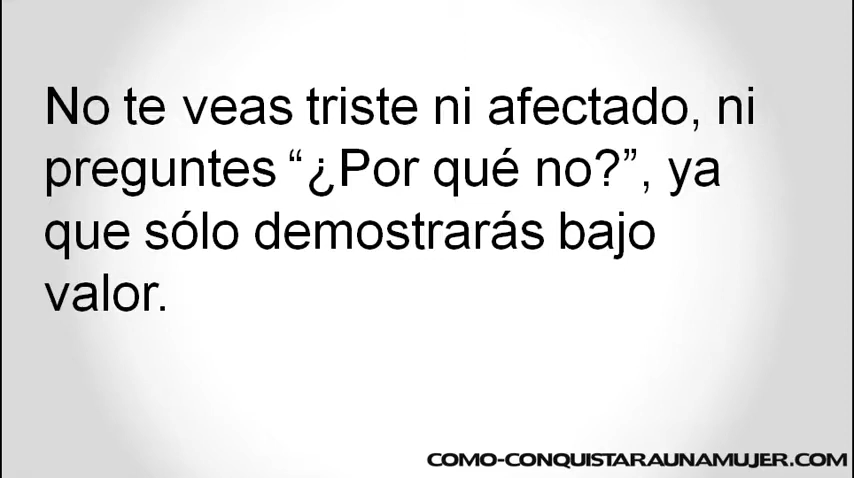 No te veas triste ni afectado, ni
preguntes “¿Por qué no?”, ya
que sólo demostrarás bajo
valor.
COMO-CONQUISTARAUNAMUJER.COM